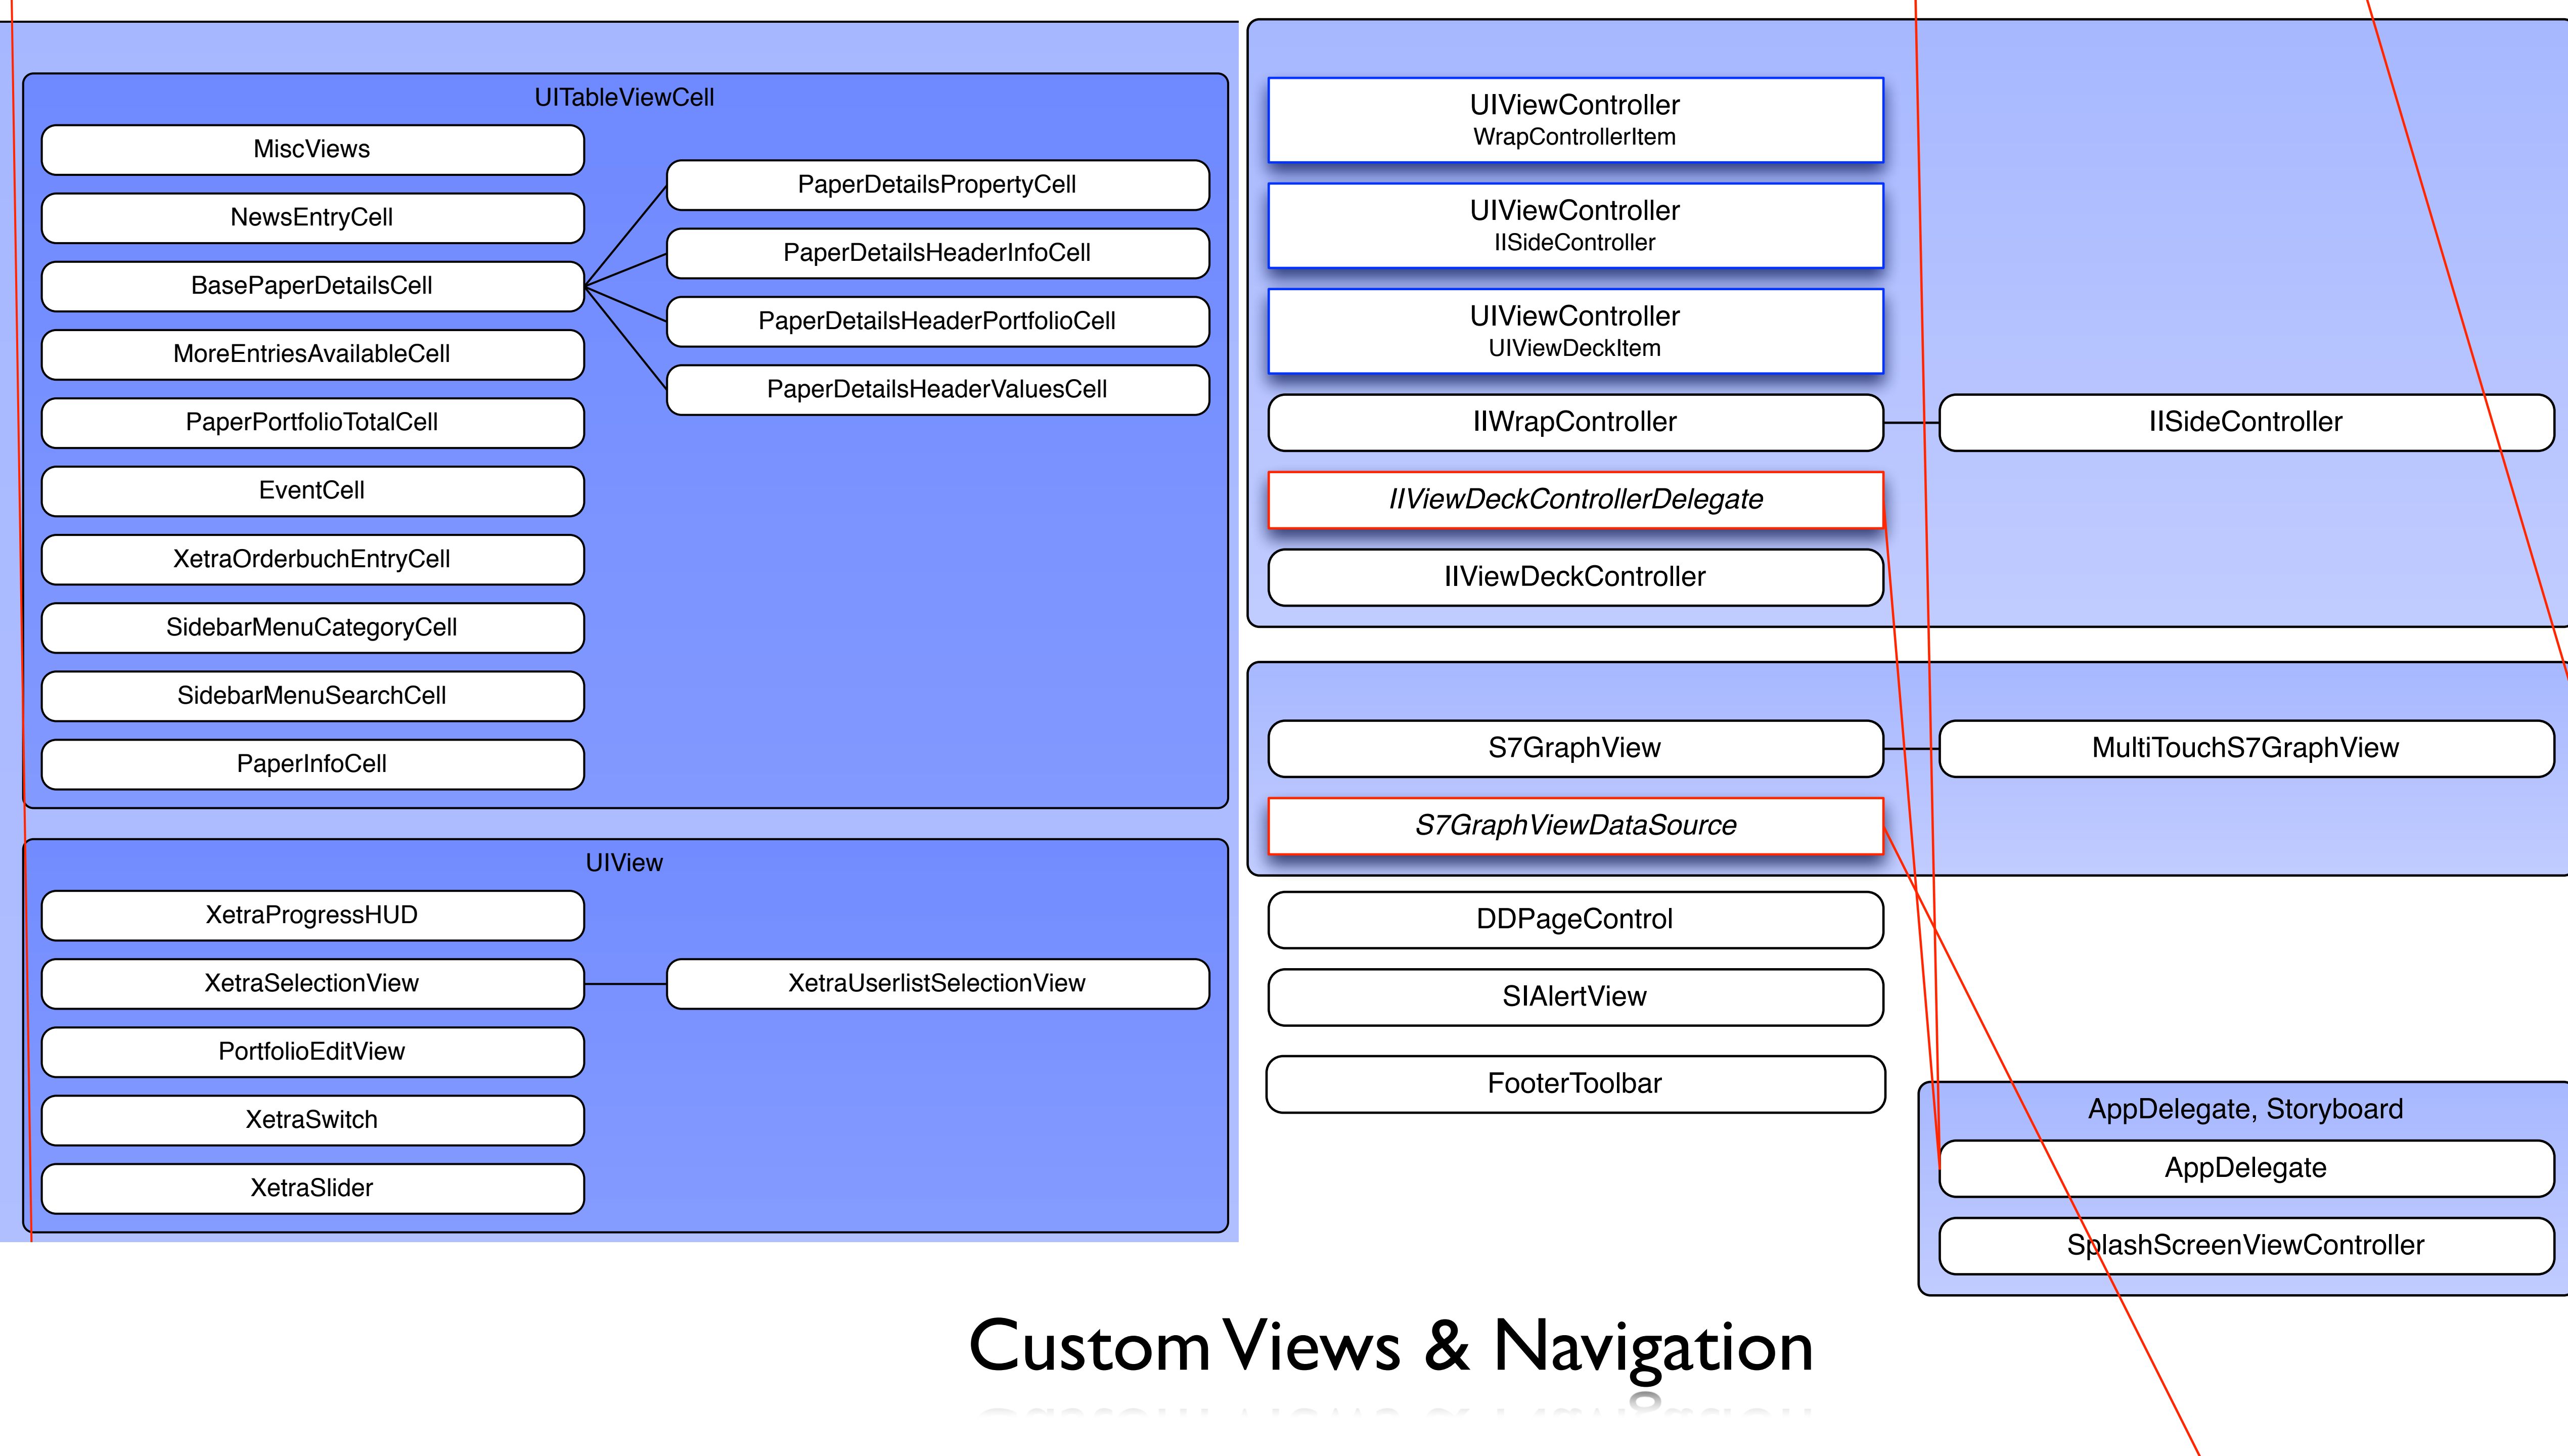 UITableViewCell
MiscViews
NewsEntryCell
BasePaperDetailsCell
MoreEntriesAvailableCell
PaperPortfolioTotalCell
EventCell
XetraOrderbuchEntryCell
SidebarMenuCategoryCell
SidebarMenuSearchCell
PaperInfoCell
PaperDetailsPropertyCell
PaperDetailsHeaderInfoCell
PaperDetailsHeaderPortfolioCell
PaperDetailsHeaderValuesCell
UIView
XetraProgressHUD
XetraSelectionView
PortfolioEditView
XetraSwitch
XetraSlider
XetraUserlistSelectionView
UIViewController
WrapControllerItem
UIViewController
IISideController
UIViewController
UIViewDeckItem
IIWrapController
IISideController
IIViewDeckControllerDelegate
IIViewDeckController
S7GraphView
MultiTouchS7GraphView
S7GraphViewDataSource
DDPageControl
SIAlertView
FooterToolbar
AppDelegate, Storyboard
AppDelegate
SplashScreenViewController
Custom Views & Navigation